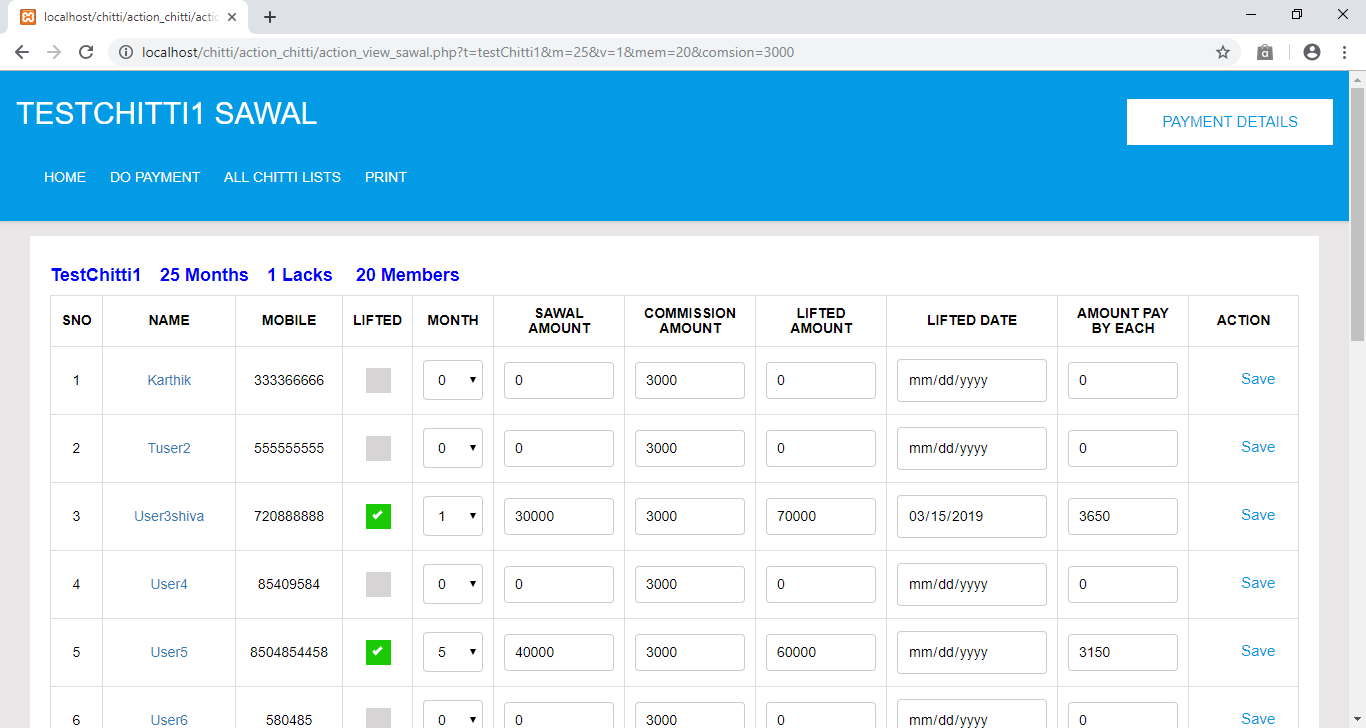 localhost/chitti/action_chitti/actic
localhost/chitti/action_chitti/action_view_sawal.php?t=testChitti1&m=25&v=1&mem=20&comsion=3000
TESTCHITTI1 SAWAL
PAYMENT DETAILS
HOME DO PAYMENT ALL CHITTI LISTS PRINT
TestChitti1 25 Months 1 Lacks 20 Members
SNO NAME MOBILE LIFTED MONTH SAWAL AMOUNT COMMISSION AMOUNT LIFTED AMOUNT LIFTED DATE AMOUNT PAY BY EACH ACTION
1 Karthik 333366666 0 0 3000 0 mm/dd/yyyy 0 Save
2 Tuser2 555555555 0 0 3000 0 mm/dd/yyyy 0 Save
3 User3shiva 720888888 1 30000 3000 70000 03/15/2019 3650 Save
4 User4 85409584 0 0 3000 0 mm/dd/yyyy 0 Save
5 User5 8504854458 5 40000 3000 60000 mm/dd/yyyy 3150 Save
6 User6 580485 0 0 3000 0 mm/dd/yyyy 0 Save